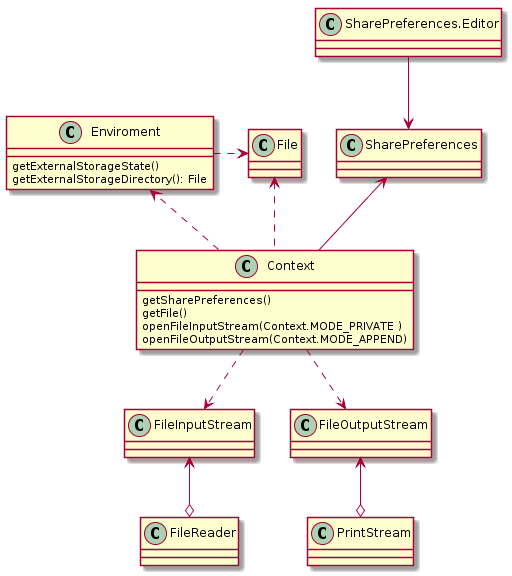 C SharePreferences.Editor
C Enviroment
getExternalStorageState()
getExternalStorageDirectory(): File
C File
C SharePreferences
C Context
getSharePreferences()
getFile()
openFileInputStream(Context.MODE_PRIVATE )
openFileOutputStream(Context.MODE_APPEND)
C FileInputStream
C FileOutputStream
C FileReader
C PrintStream